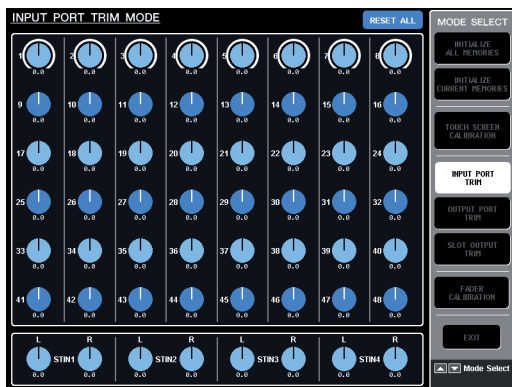 INPUT PORT TRIM MODE
RESET ALL
1 2 3 4 5 6 7 8
0.0 0.0 0.0 0.0 0.0 0.0 0.0 0.0
9 10 11 12 13 14 15 16
0.0 0.0 0.0 0.0 0.0 0.0 0.0 0.0
17 18 19 20 21 22 23 24
0.0 0.0 0.0 0.0 0.0 0.0 0.0 0.0
25 26 27 28 29 30 31 32
0.0 0.0 0.0 0.0 0.0 0.0 0.0 0.0
33 34 35 36 37 38 39 40
0.0 0.0 0.0 0.0 0.0 0.0 0.0 0.0
41 42 43 44 45 46 47 48
0.0 0.0 0.0 0.0 0.0 0.0 0.0 0.0
L R L R L R L R
STIN1 STIN2 STIN3 STIN4
0.0 0.0 0.0 0.0 0.0 0.0 0.0 0.0
MODE SELECT
INITIALIZE
ALL MEMORIES
INITIALIZE
CURRENT MEMORIES
TOUCH SCREEN
CALIBRATION
INPUT PORT
TRIM
OUTPUT PORT
TRIM
SLOT OUTPUT
TRIM
FADER
CALIBRATION
EXIT
Mode Select